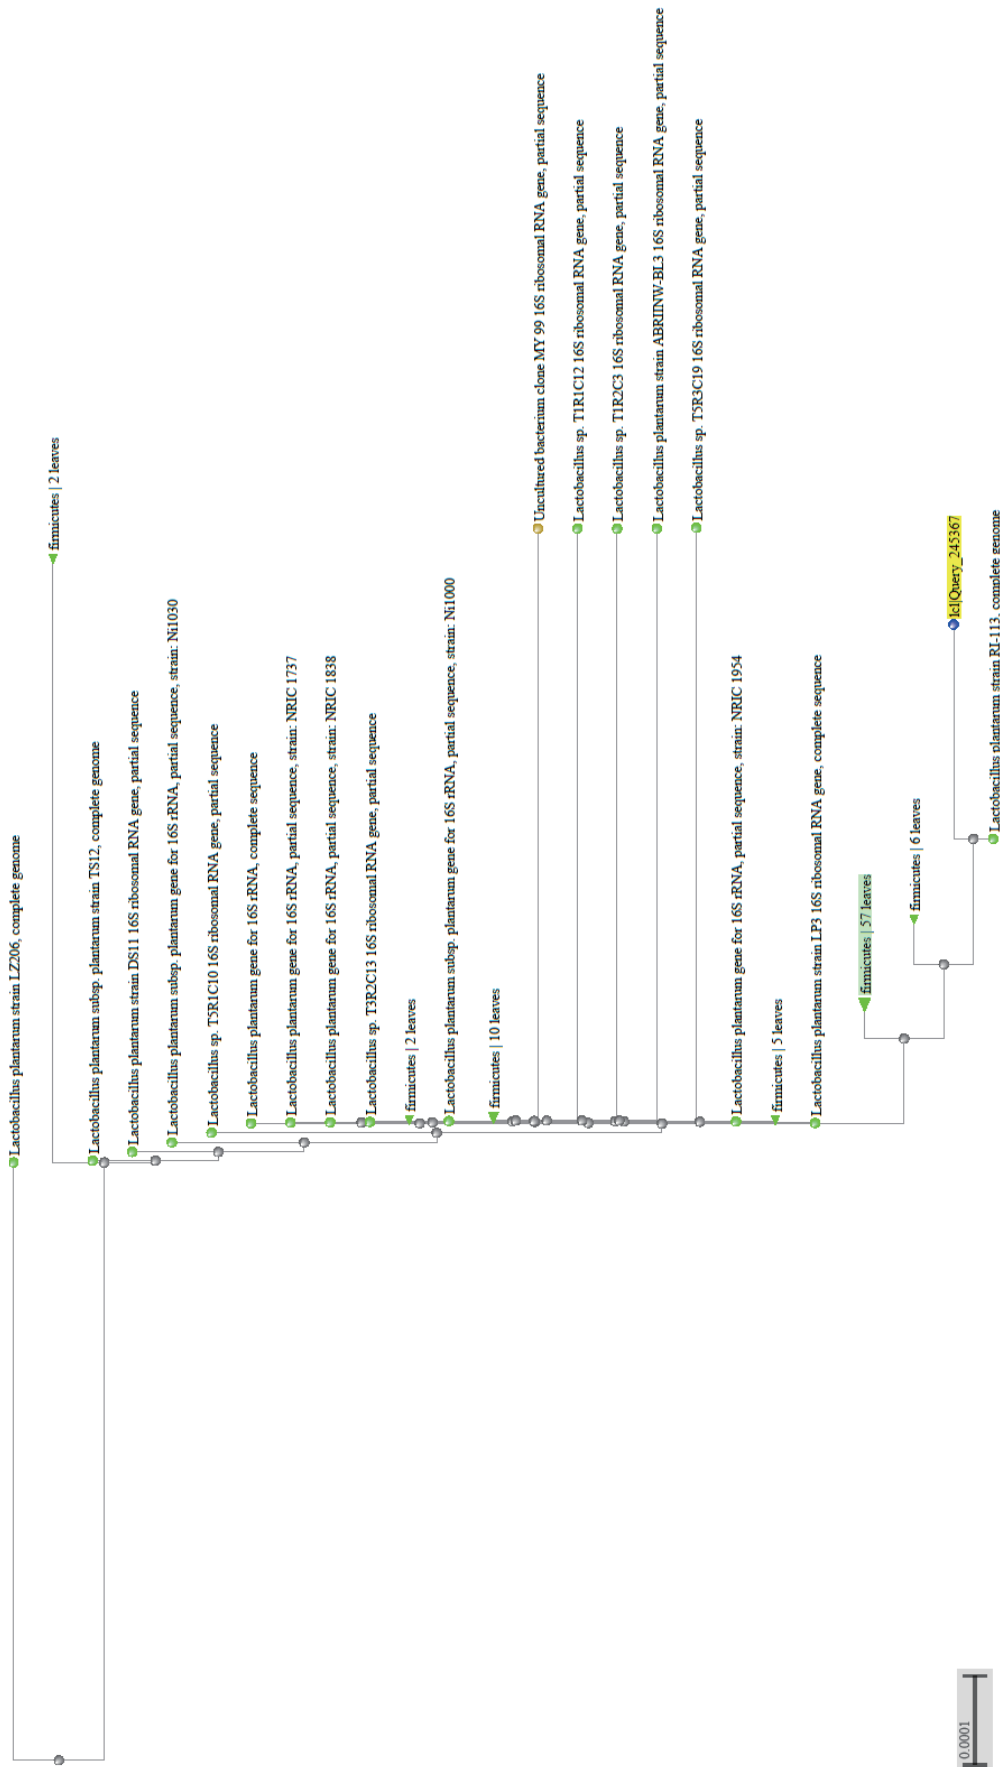 Lactobacillus plantarum strain LZ206, complete genome
firmicutes | 2 leaves
Lactobacillus plantarum subsp. plantarum strain TS12, complete genome
Lactobacillus plantarum strain DS11 16S ribosomal RNA gene, partial sequence
Lactobacillus plantarum subsp. plantarum gene for 16S rRNA, partial sequence, strain: Ni1030
Lactobacillus sp. T5R1C10 16S ribosomal RNA gene, partial sequence
Lactobacillus plantarum gene for 16S rRNA, complete sequence
Lactobacillus plantarum gene for 16S rRNA, partial sequence, strain: NRIC 1737
Lactobacillus plantarum gene for 16S rRNA, partial sequence, strain: NRIC 1838
Lactobacillus sp. T3R2C13 16S ribosomal RNA gene, partial sequence
firmicutes | 2 leaves
Lactobacillus plantarum subsp. plantarum gene for 16S rRNA, partial sequence, strain: Ni1000
firmicutes | 10 leaves
Uncultured bacterium clone MY 99 16S ribosomal RNA gene, partial sequence
Lactobacillus sp. T1R1C12 16S ribosomal RNA gene, partial sequence
Lactobacillus sp. T1R2C3 16S ribosomal RNA gene, partial sequence
Lactobacillus plantarum strain ABRIINW-BL3 16S ribosomal RNA gene, partial sequence
Lactobacillus sp. T5R3C19 16S ribosomal RNA gene, partial sequence
Lactobacillus plantarum gene for 16S rRNA, partial sequence, strain: NRIC 1954
firmicutes | 5 leaves
Lactobacillus plantarum strain LP3 16S ribosomal RNA gene, complete sequence
firmicutes | 57 leaves
firmicutes | 6 leaves
lcl|Query_245367
Lactobacillus plantarum strain RI-113, complete genome
0.0001